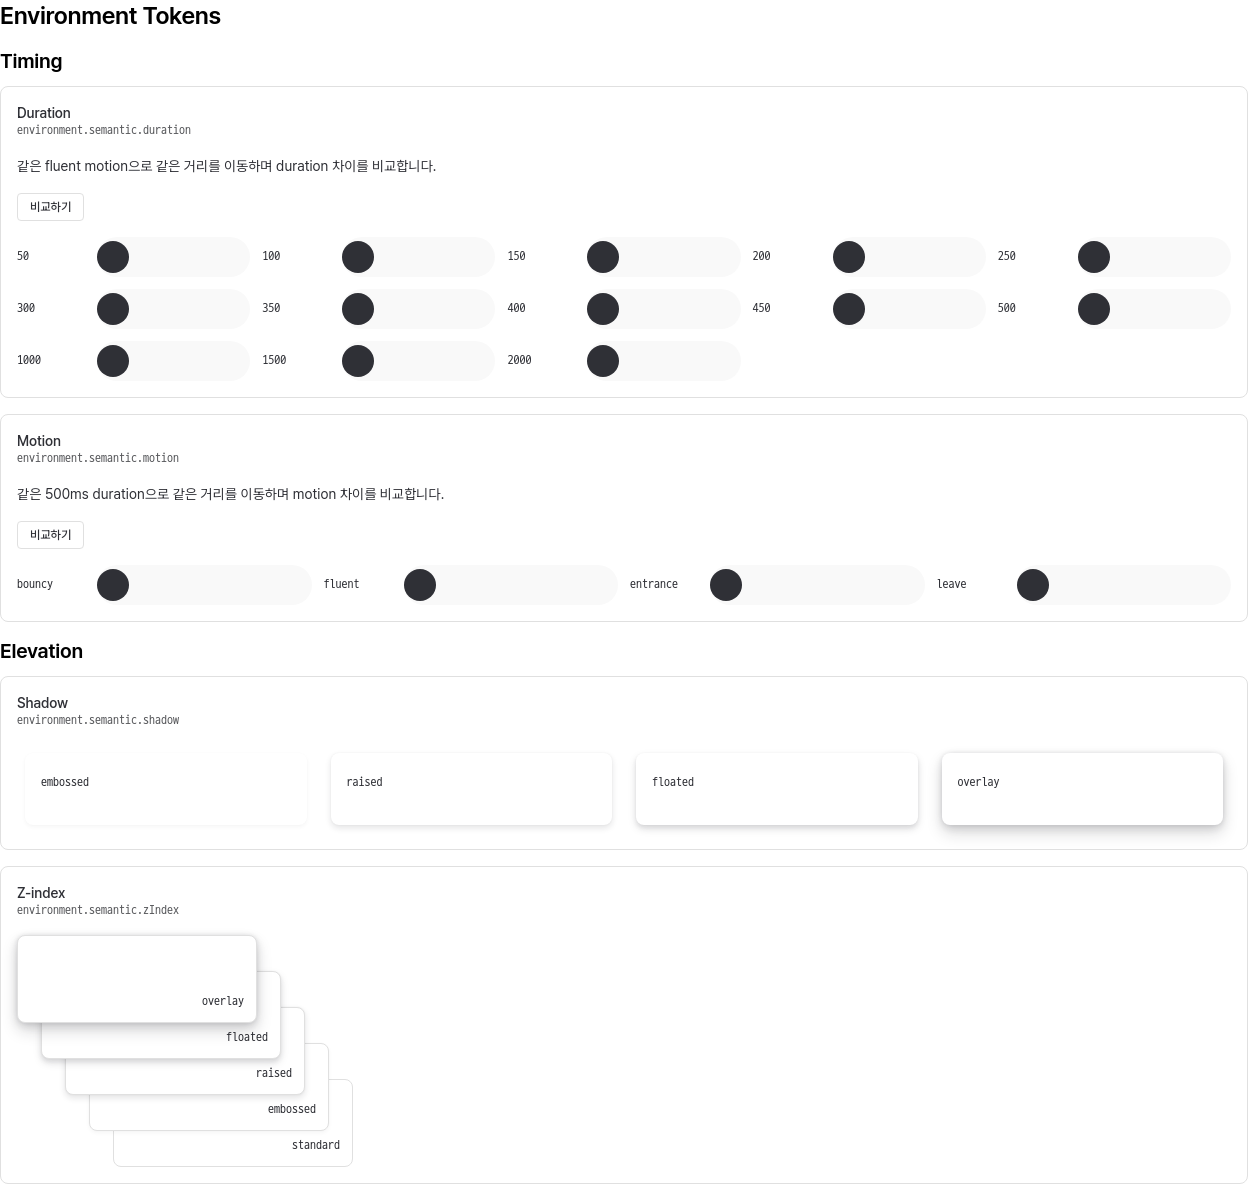 Environment Tokens
Timing
Duration
environment.semantic.duration
같은 fluent motion으로 같은 거리를 이동하며 duration 차이를 비교합니다.
비교하기
50 100 150 200 250
300 350 400 450 500
1000 1500 2000
Motion
environment.semantic.motion
같은 500ms duration으로 같은 거리를 이동하며 motion 차이를 비교합니다.
비교하기
bouncy fluent entrance leave
Elevation
Shadow
environment.semantic.shadow
embossed raised floated overlay
Z-index
environment.semantic.zIndex
overlay
floated
raised
embossed
standard